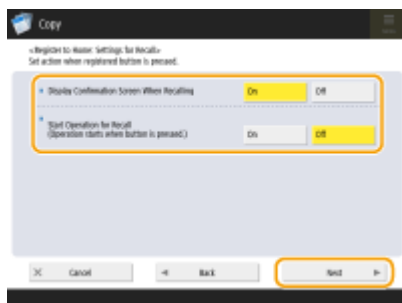 Copy
<Register to Home: Settings for Recall>
Set action when registered button is pressed.
Display Confirmation Screen When Recalling
On
Off
Start Operation for Recall
(Operation starts when button is pressed.)
On
Off
Cancel
Back
Next